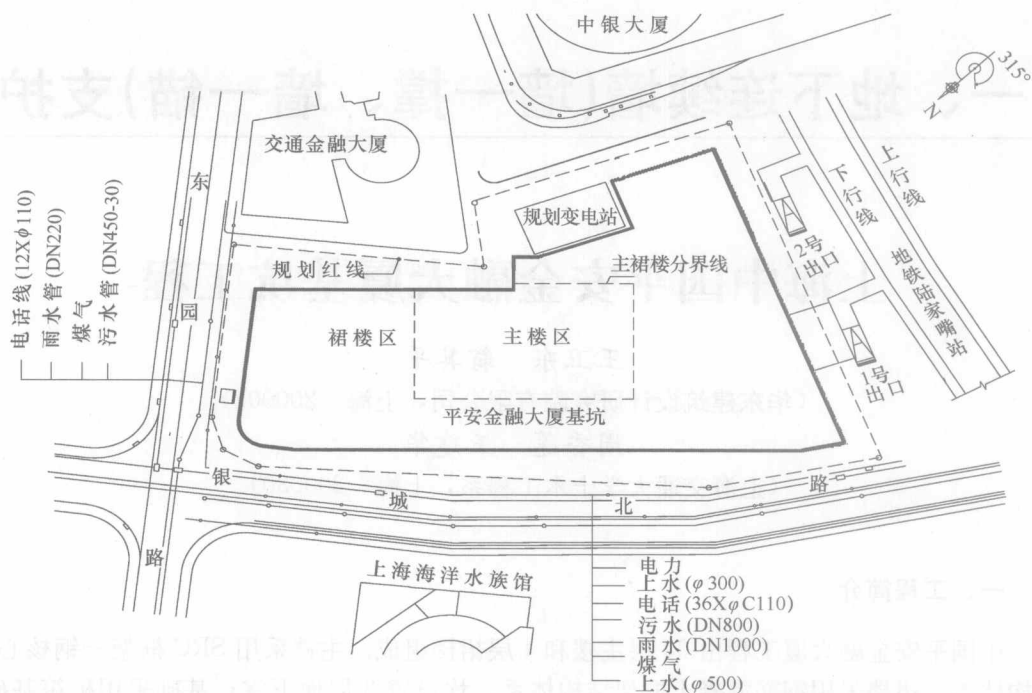 中银大厦
315°
N
交通金融大厦
东
园
路
电话线(12Xφ110)
雨水管(DN220)
煤气
污水管(DN450-30)
规划变电站
主裙楼分界线
规划红线
裙楼区
主楼区
平安金融大厦基坑
上行线
下行线
2号
出口
地铁陆家嘴站
1号
出口
银
城
北
路
上海海洋水族馆
电力
上水(φ300)
电话(36XφC110)
污水(DN800)
雨水(DN1000)
煤气
上水(φ500)